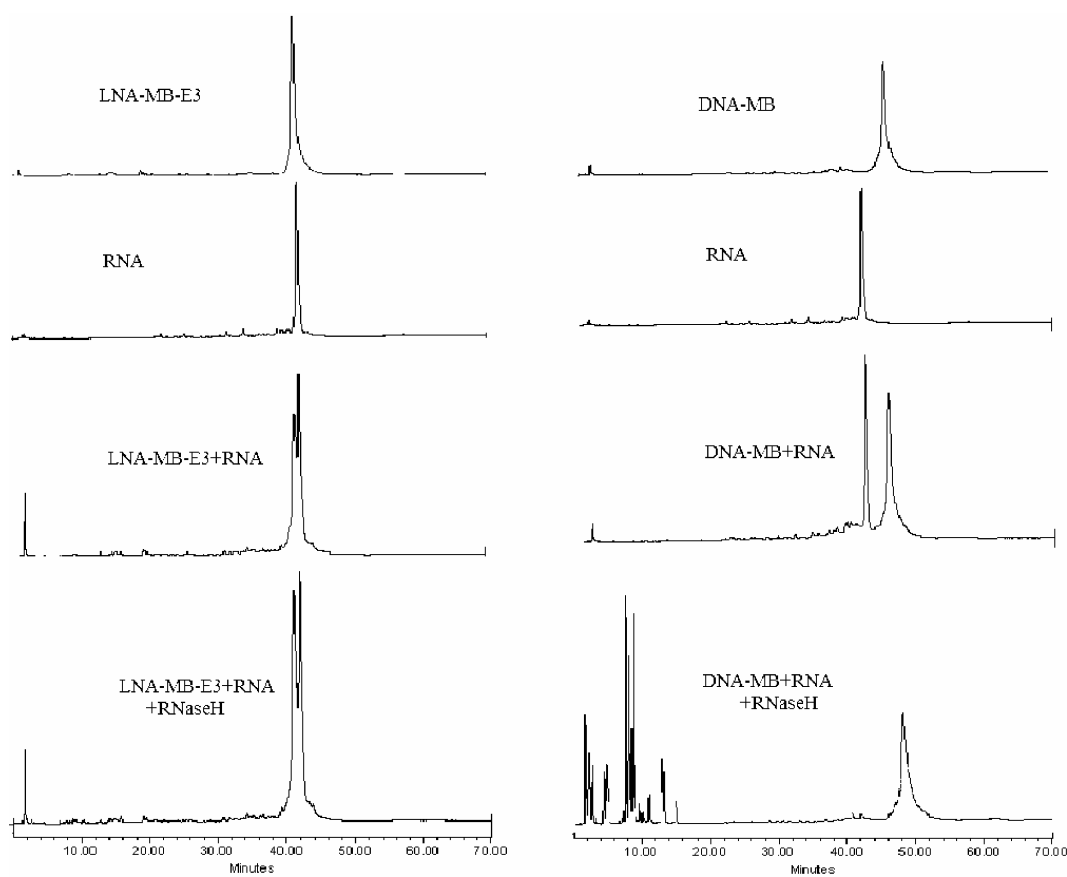 LNA-MB-E3
DNA-MB
RNA
RNA
LNA-MB-E3+RNA
DNA-MB+RNA
LNA-MB-E3+RNA
+RNaseH
DNA-MB+RNA
+RNaseH
10.00 20.00 30.00 40.00 50.00 60.00 70.00
Minutes
10.00 20.00 30.00 40.00 50.00 60.00 70.00
Minutes